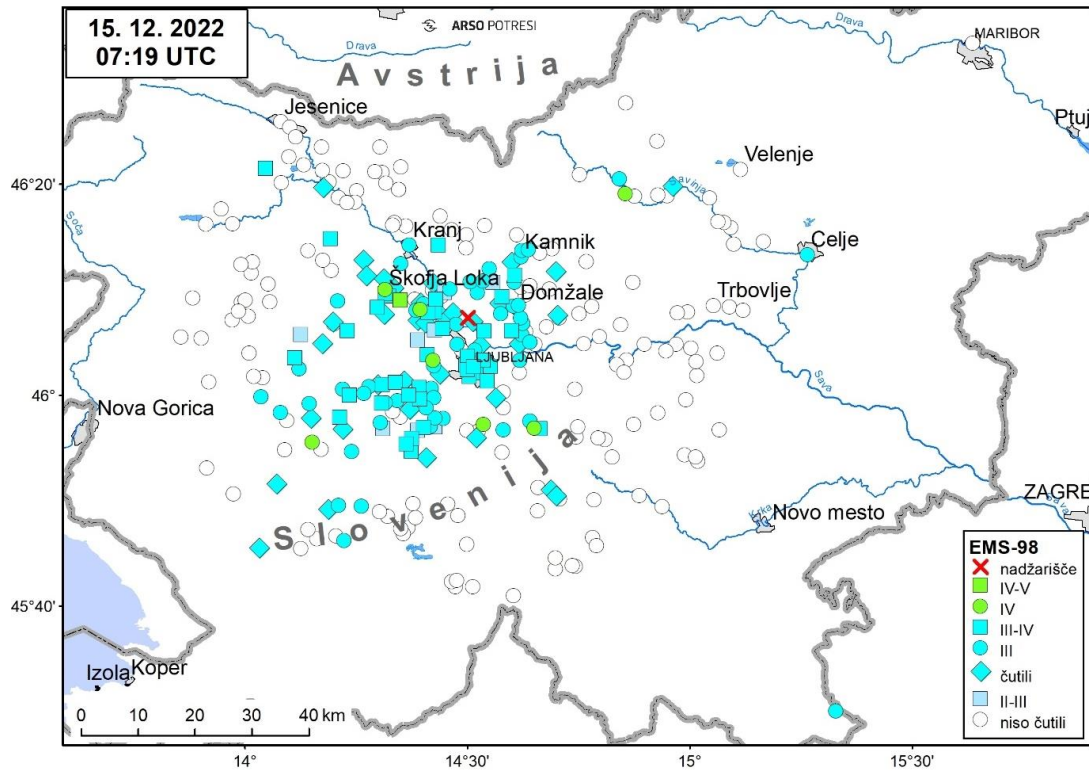 15. 12. 2022
07:19 UTC
ARSO POTRESI
Drava
Drava
MARIBOR
Avstrija
Jesenice
Ptuj
Velenje
46°20'
Savinja
Soča
Kranj
Kamnik
Celje
Škofja Loka
Domžale
Trbovlje
LJUBLJANA
Sava
46°
Nova Gorica
Slovenija
ZAGRE
Sava
Krka
Novo mesto
EMS-98
nadžarišče
IV-V
IV
III-IV
III
čutili
II-III
niso čutili
45°40'
Izola
Koper
0 10 20 30 40 km
14° 14°30' 15° 15°30'